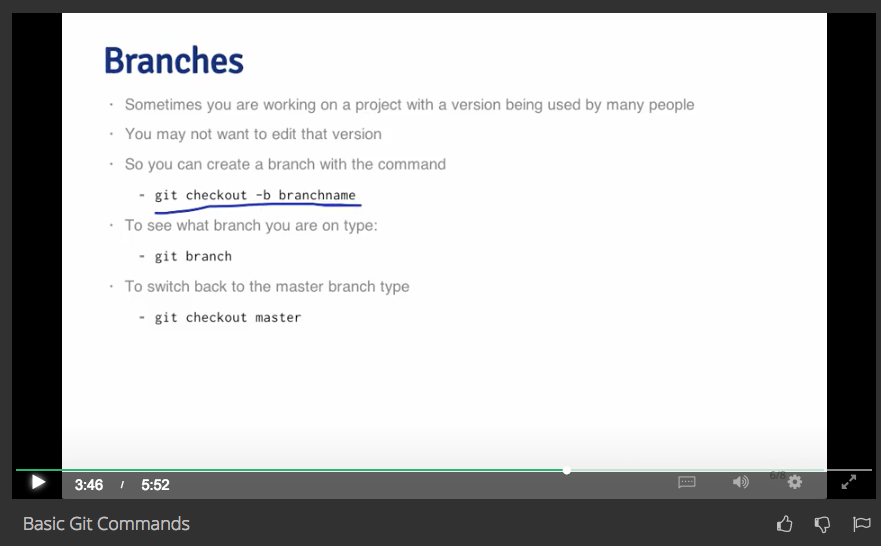 Branches
· Sometimes you are working on a project with a version being used by many people
· You may not want to edit that version
· So you can create a branch with the command
- git checkout -b branchname
· To see what branch you are on type:
- git branch
· To switch back to the master branch type
- git checkout master
6/8
3:46 / 5:52
Basic Git Commands